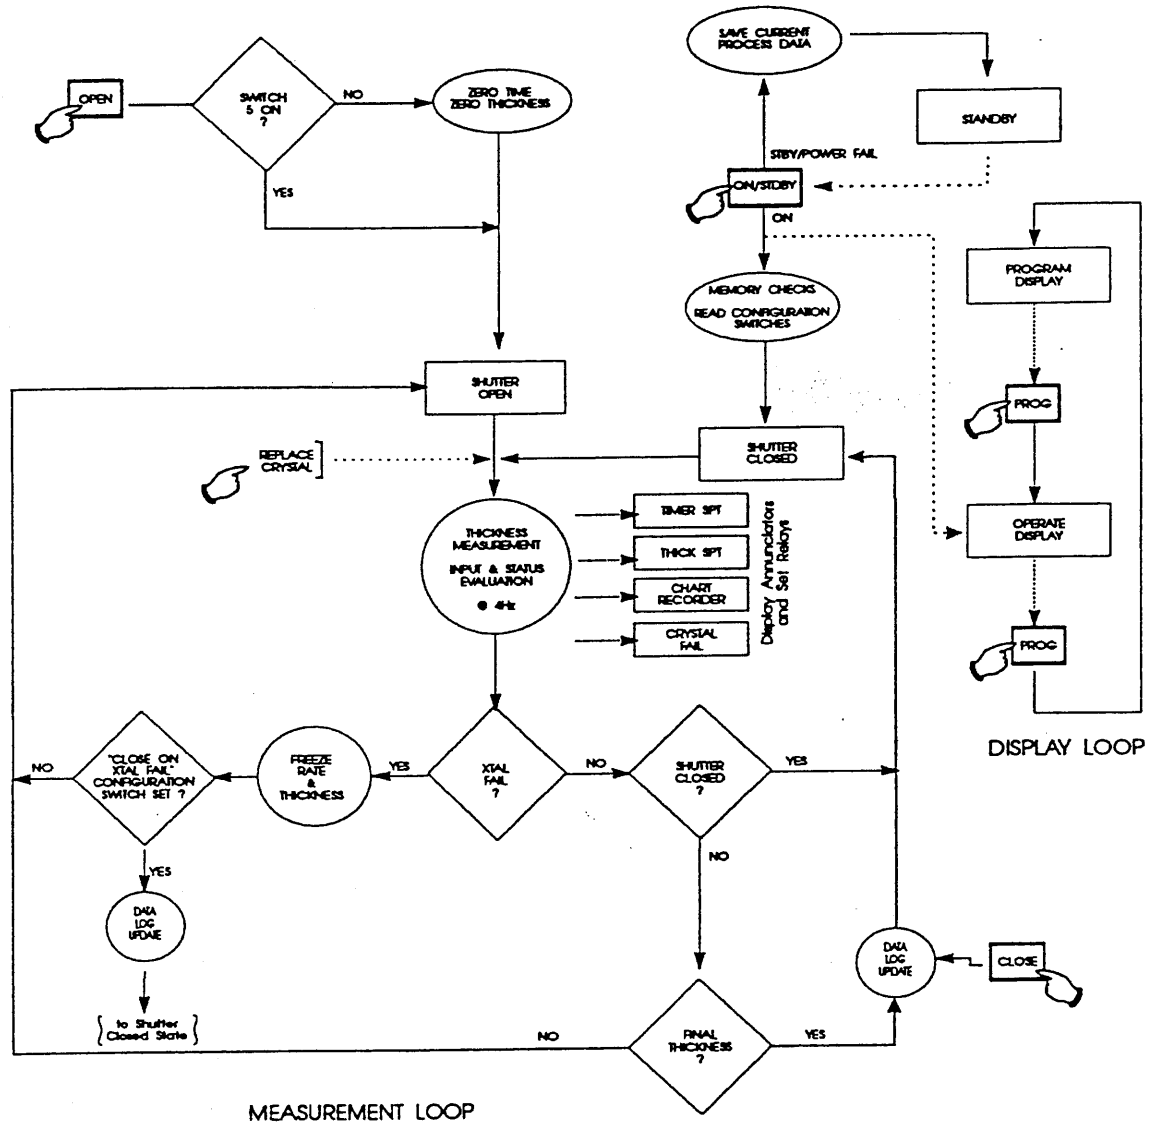 OPEN
SWITCH
5 ON
?
NO
YES
ZERO TIME
ZERO THICKNESS
SAVE CURRENT
PROCESS DATA
STANDBY
STBY/POWER FAIL
ON/STDBY
ON
MEMORY CHECKS
READ CONFIGURATION
SWITCHES
PROGRAM
DISPLAY
PROG
OPERATE
DISPLAY
PROG
DISPLAY LOOP
SHUTTER
OPEN
REPLACE
CRYSTAL
SHUTTER
CLOSED
THICKNESS
MEASUREMENT
INPUT & STATUS
EVALUATION
@ 4Hz
TIMER SPT
THICK SPT
CHART
RECORDER
CRYSTAL
FAIL
Display Annunciators
and Set Relays
NO
"CLOSE ON
XTAL FAIL"
CONFIGURATION
SWITCH SET ?
FREEZE
RATE
&
THICKNESS
YES
XTAL
FAIL
?
NO
SHUTTER
CLOSED
?
YES
NO
YES
DATA
LOG
UPDATE
to Shutter
Closed State
DATA
LOG
UPDATE
CLOSE
NO
FINAL
THICKNESS
?
YES
MEASUREMENT LOOP